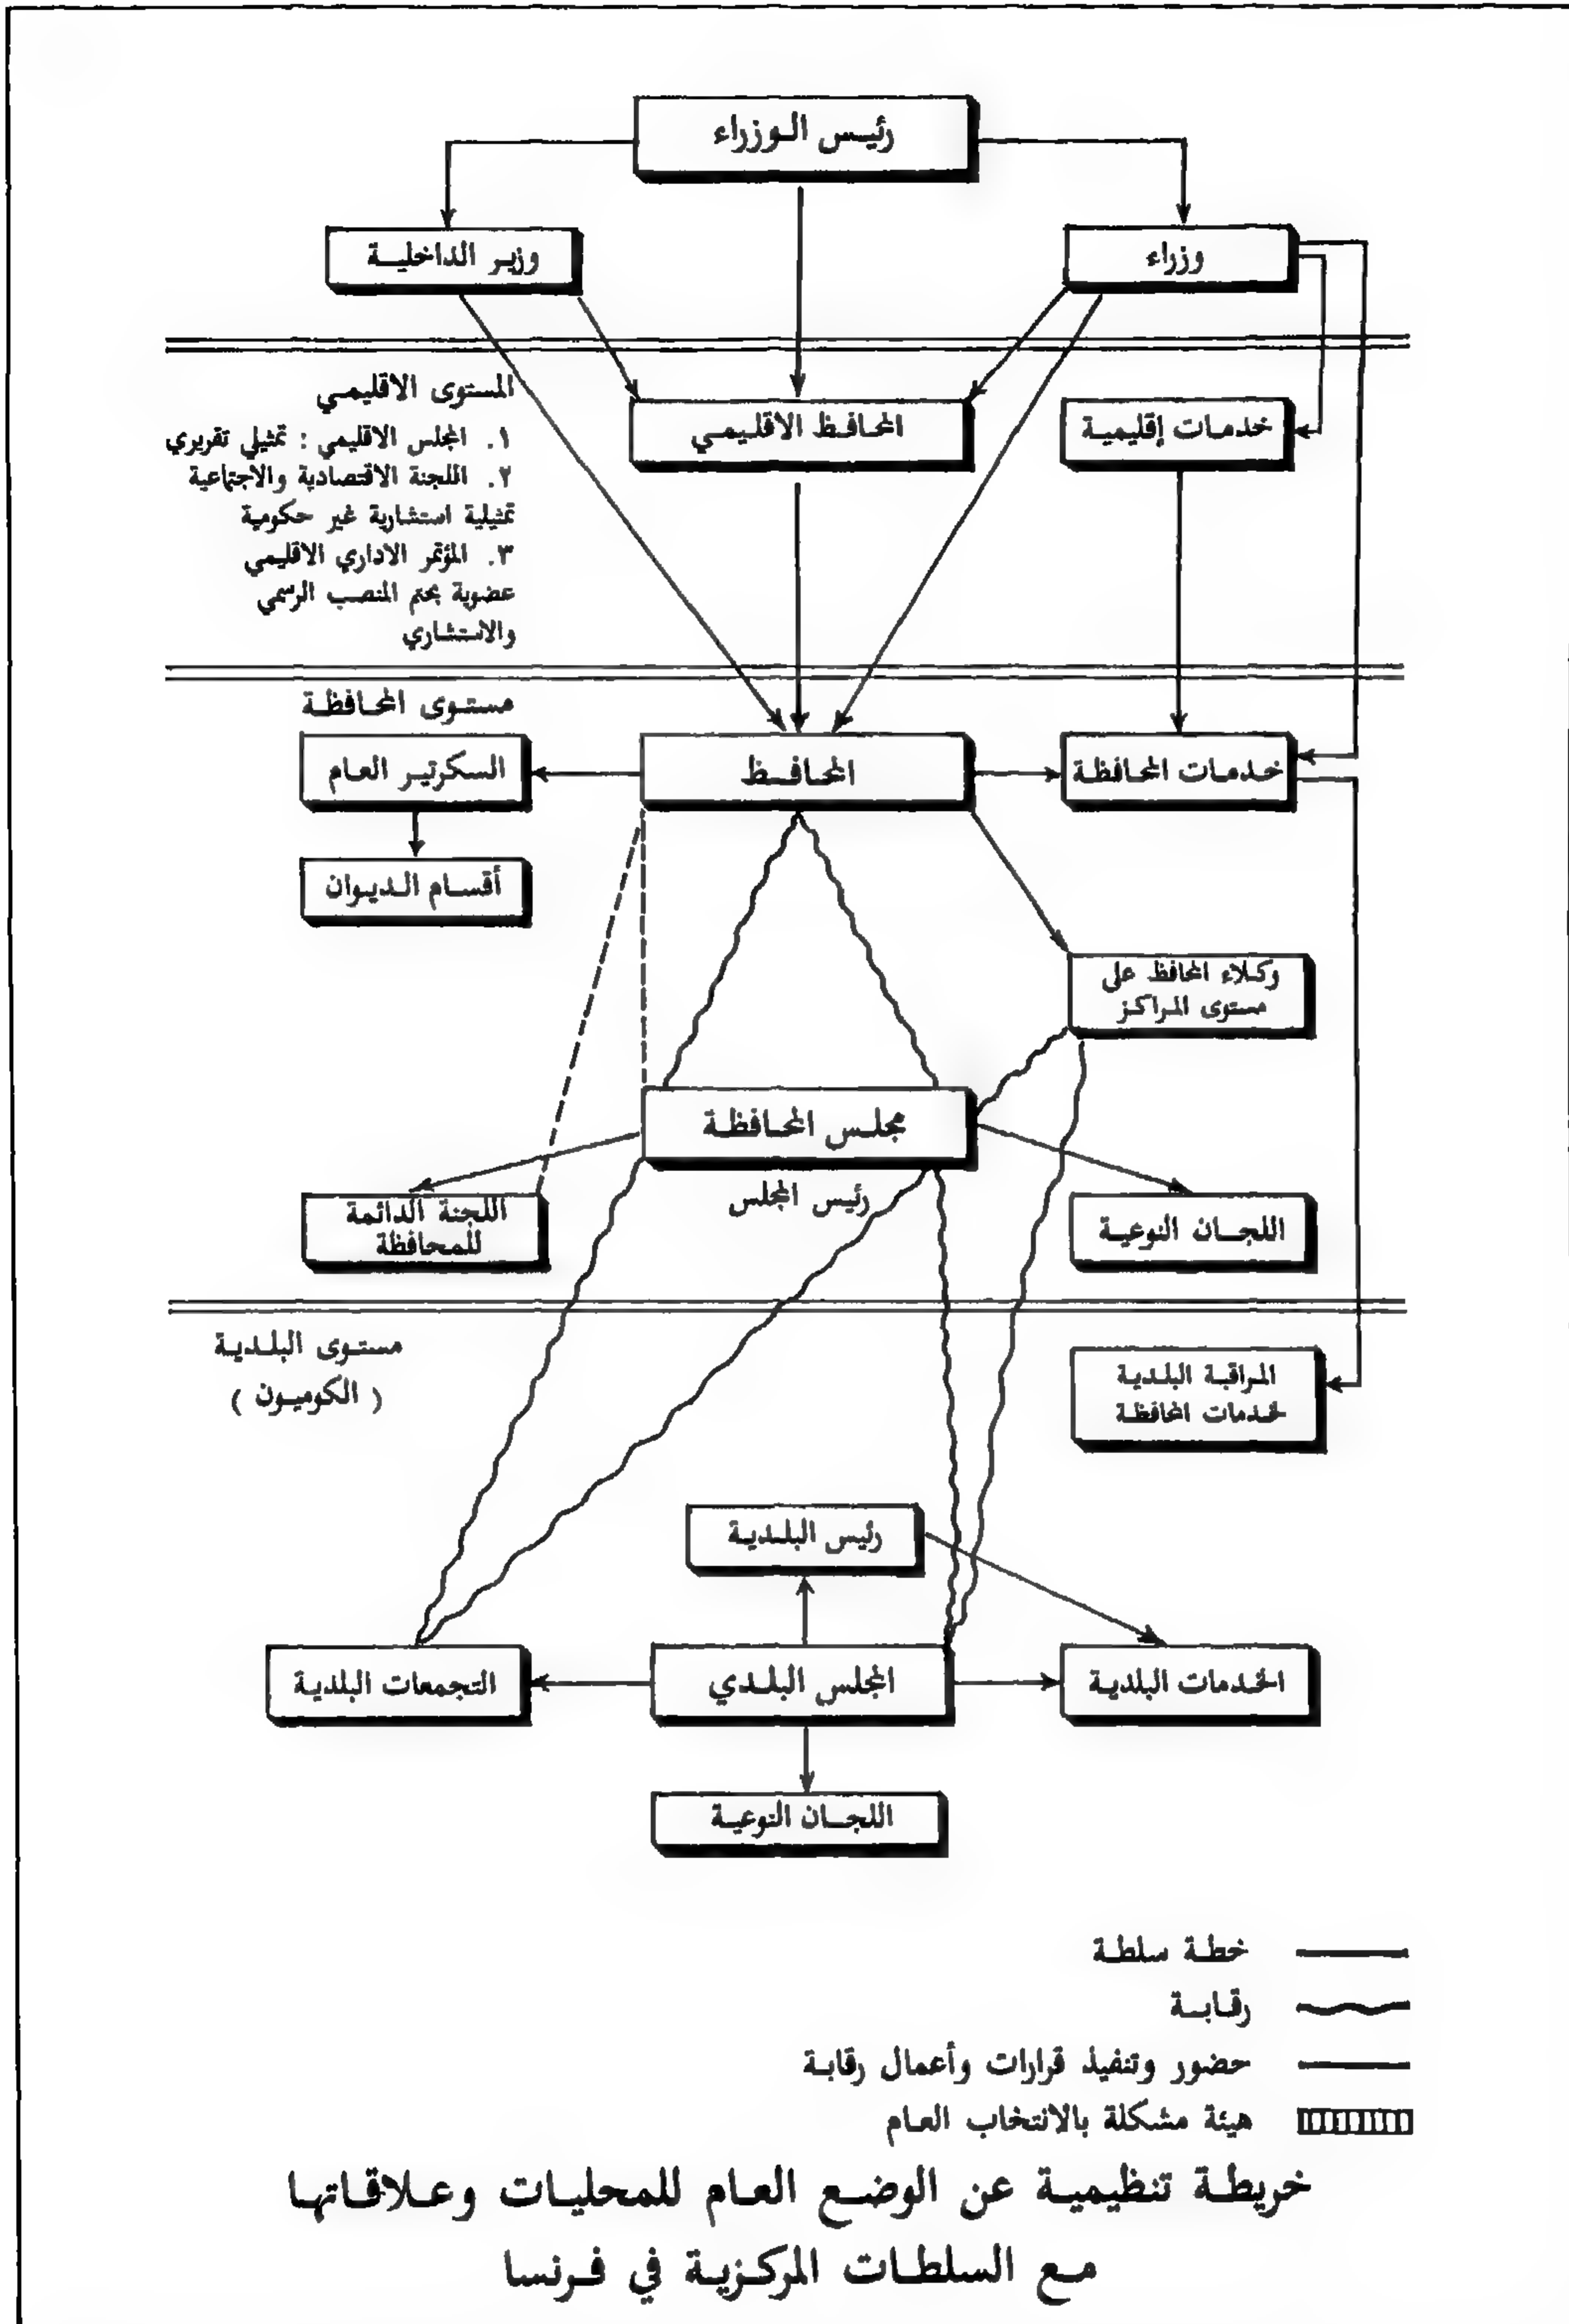 رئيس الوزراء
وزراء
وزير الداخلية
المستوى الاقليمي
١. المجلس الاقليمي : تمثيلي تقريري
٢. اللجنة الاقتصادية والاجتماعية
تمثيلية استشارية غير حكومية
٣. المؤتمر الاداري الاقليمي
عضوية بحتم المنصب الرسمي
والاستشاري
خدمات إقليمية
المحافظ الاقليمي
مستوى المحافظة
خدمات المحافظة
المحافظ
السكرتير العام
أقسام الديوان
وكلاء المحافظ على
مستوى المراكز
مجلس المحافظة
رئيس المجلس
اللجان النوعية
اللجنة الدائمة
للمحافظة
مستوى البلدية
( الكوميون )
المراقبة البلدية
لخدمات المحافظة
رئيس البلدية
الخدمات البلدية
المجلس البلدي
التجمعات البلدية
اللجان النوعية
خطة سلطة
رقابة
حضور وتنفيذ قرارات وأعمال رقابة
هيئة مشكلة بالانتخاب العام
خريطة تنظيمية عن الوضع العام للمحليات وعلاقاتها
مع السلطات المركزية في فرنسا